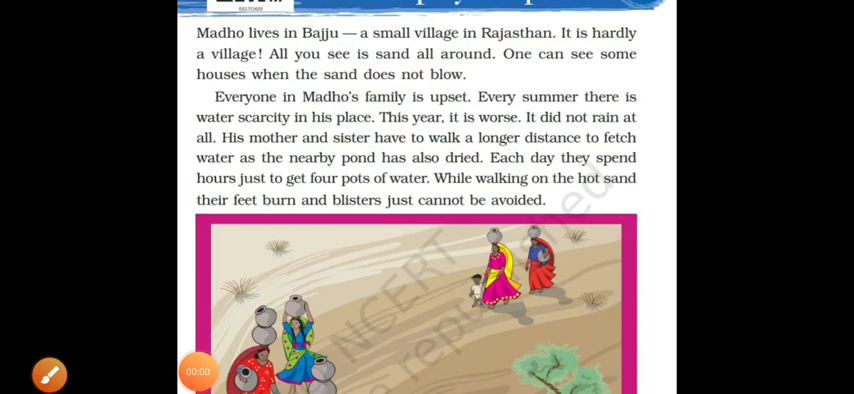 Madho lives in Bajju — a small village in Rajasthan. It is hardly
a village! All you see is sand all around. One can see some
houses when the sand does not blow.
Everyone in Madho's family is upset. Every summer there is
water scarcity in his place. This year, it is worse. It did not rain at
all. His mother and sister have to walk a longer distance to fetch
water as the nearby pond has also dried. Each day they spend
hours just to get four pots of water. While walking on the hot sand
their feet burn and blisters just cannot be avoided.
NCERT
00:00